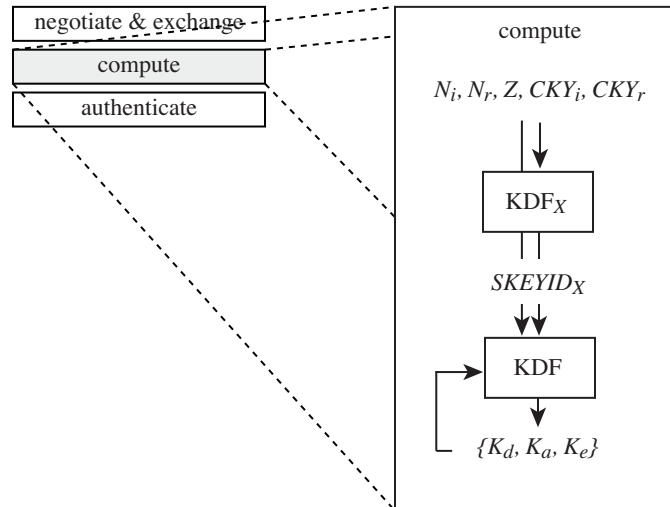 negotiate & exchange
compute
authenticate
compute
N_i, N_r, Z, CKY_i, CKY_r
KDF_X
SKEYID_X
KDF
{K_d, K_a, K_e}